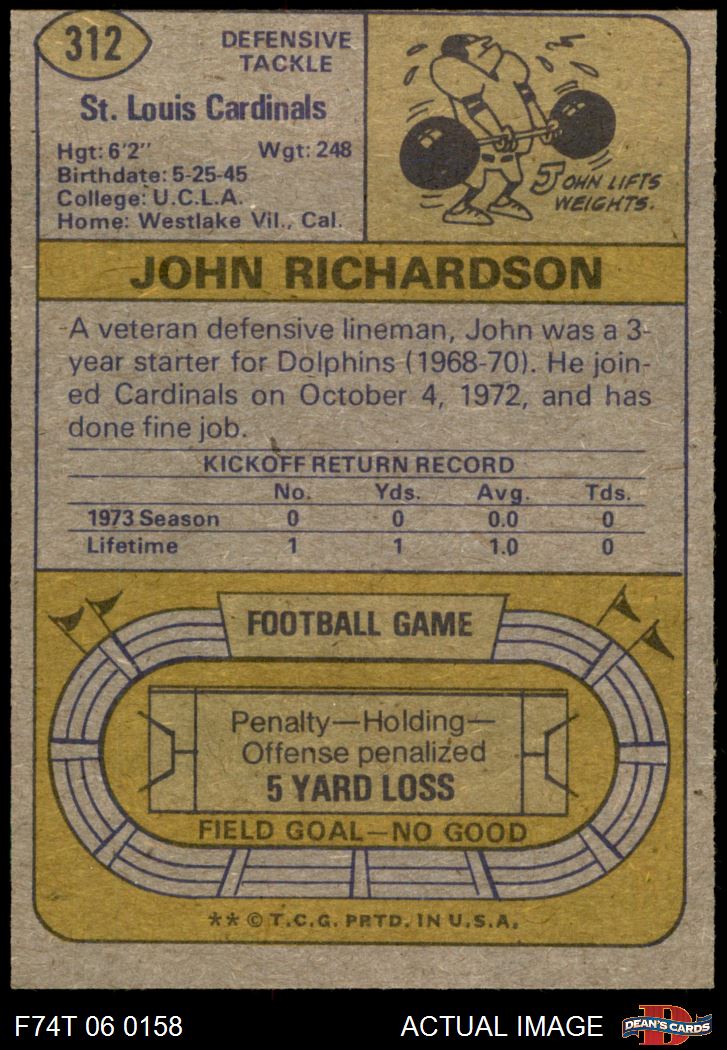 312
DEFENSIVE
TACKLE
St. Louis Cardinals
Hgt: 6'2" Wgt: 248
Birthdate: 5-25-45
College: U.C.L.A.
Home: Westlake Vil., Cal.
JOHN LIFTS
WEIGHTS.
JOHN RICHARDSON
A veteran defensive lineman, John was a 3-
year starter for Dolphins (1968-70). He join-
ed Cardinals on October 4, 1972, and has
done fine job.
KICKOFF RETURN RECORD
No. Yds. Avg. Tds.
1973 Season 0 0 0.0 0
Lifetime 1 1 1.0 0
FOOTBALL GAME
Penalty—Holding—
Offense penalized
5 YARD LOSS
FIELD GOAL—NO GOOD
** © T.C.G. PRTD. IN U.S.A.
F74T 06 0158 ACTUAL IMAGE
D
DEAN'S CARDS